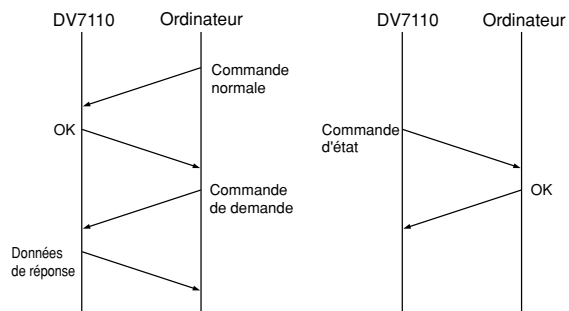 DV7110 Ordinateur
Commande
normale
OK
Commande
de demande
Données
de réponse
DV7110 Ordinateur
Commande
d'état
OK